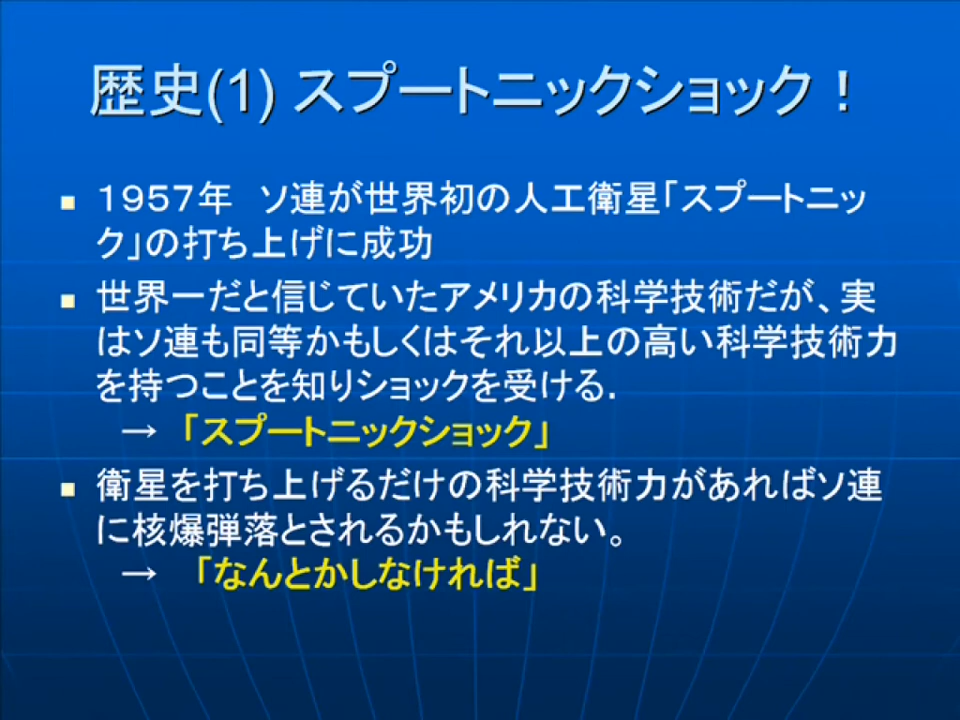 歴史(1) スプートニックショック！
１９５７年　ソ連が世界初の人工衛星「スプートニッ
ク」の打ち上げに成功
世界一だと信じていたアメリカの科学技術だが、実
はソ連も同等かもしくはそれ以上の高い科学技術力
を持つことを知りショックを受ける．
→　「スプートニックショック」
衛星を打ち上げるだけの科学技術力があればソ連
に核爆弾落とされるかもしれない。
→　「なんとかしなければ」